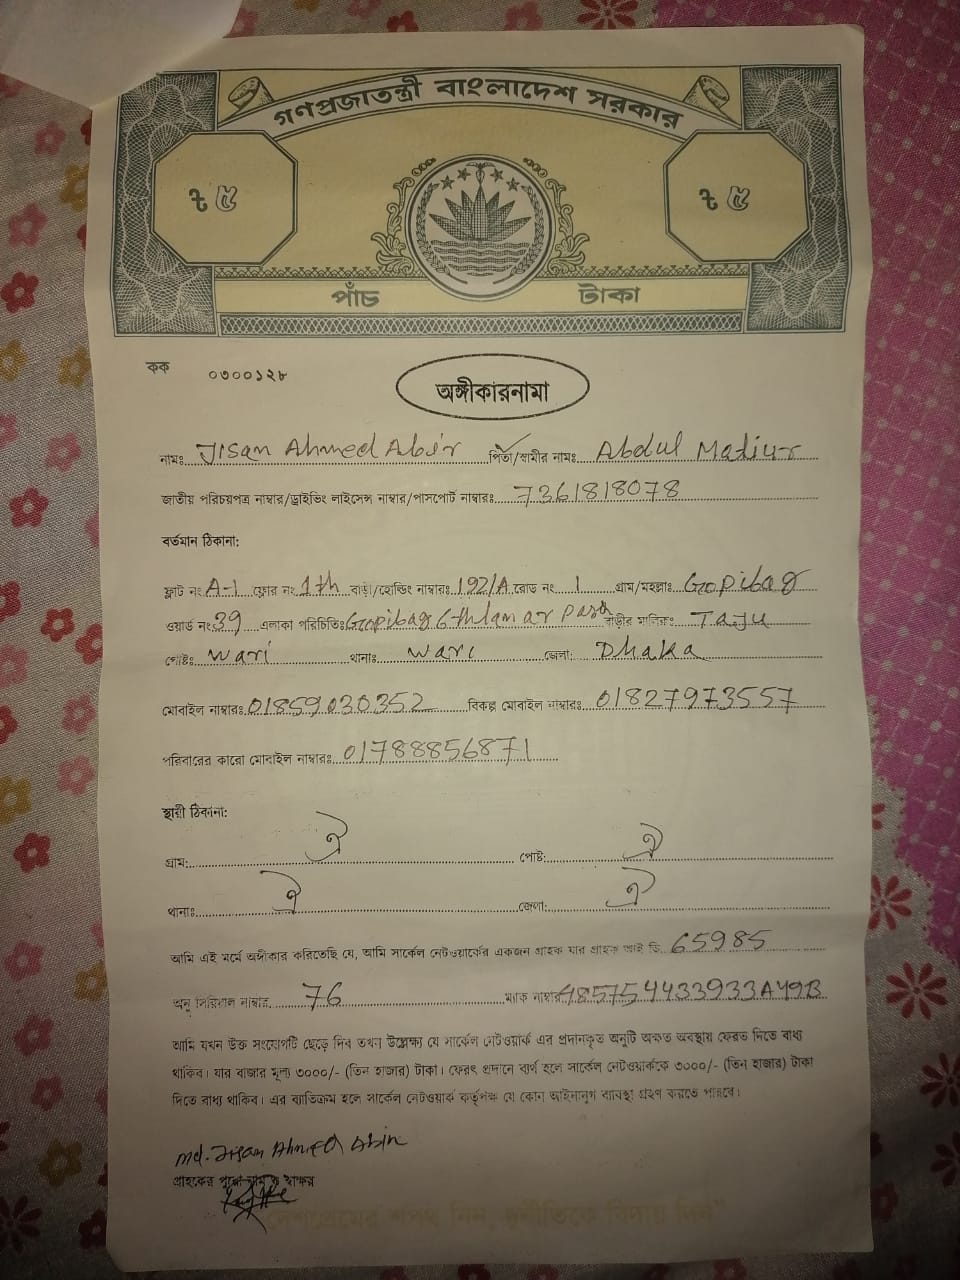 গণপ্রজাতন্ত্রী বাংলাদেশ সরকার
৳ ৫ ৳ ৫
পাঁচ টাকা
কক ০৩০০১২৮
অঙ্গীকারনামা
নামঃ Jisan Ahmed Abir পিতা/স্বামীর নামঃ Abdul Matiur
জাতীয় পরিচয়পত্র নাম্বার/ড্রাইভিং লাইসেন্স নাম্বার/পাসপোর্ট নাম্বারঃ 7361818078
বর্তমান ঠিকানা:
ফ্লাট নং A-1 ফ্লোর নং 1th বাড়ী/হোল্ডিং নাম্বারঃ 192/A রোড নং 1 গ্রাম/মহল্লাঃ Gopibag
ওয়ার্ড নং 39 এলাকা পরিচিতিঃ Gopibag 6th বাড়ীর মালিকঃ Taju
পোষ্টঃ Wari থানাঃ Wari জেলা: Dhaka
মোবাইল নাম্বারঃ 01859030352 বিকল্প মোবাইল নাম্বারঃ 01827973557
পরিবারের কারো মোবাইল নাম্বারঃ 01788856871
স্থায়ী ঠিকানা:
গ্রাম: ঐ পোষ্ট: ঐ
থানাঃ ঐ জেলা: ঐ
আমি এই মর্মে অঙ্গীকার করিতেছি যে, আমি সার্কেল নেটওয়ার্কের একজন গ্রাহক যার গ্রাহক আই ডি. 65985
অনু সিরিয়াল নাম্বার 76 ম্যাক নাম্বার 485754433933A49B
আমি যখন উক্ত সংযোগটি ছেড়ে দিব তখন উল্লেক্ষ্য যে সার্কেল নেটওয়ার্ক এর প্রদানকৃত অনুটি অক্ষত অবস্থায় ফেরত দিতে বাধ্য
থাকিব। যার বাজার মূল্য ৩০০০/- (তিন হাজার) টাকা। ফেরৎ প্রদানে ব্যর্থ হলে সার্কেল নেটওয়ার্ককে ৩০০০/- (তিন হাজার) টাকা
দিতে বাধ্য থাকিব। এর ব্যাতিক্রম হলে সার্কেল নেটওয়ার্ক কর্তৃপক্ষ যে কোন আইনানুগ ব্যাবস্থা গ্রহণ করতে পারবে।
Md. Jisan Ahmed Abir
গ্রাহকের পুরো নাম ও স্বাক্ষর
"দেশপ্রেমের শপথ নিন, দুর্নীতিকে বিদায় দিন"